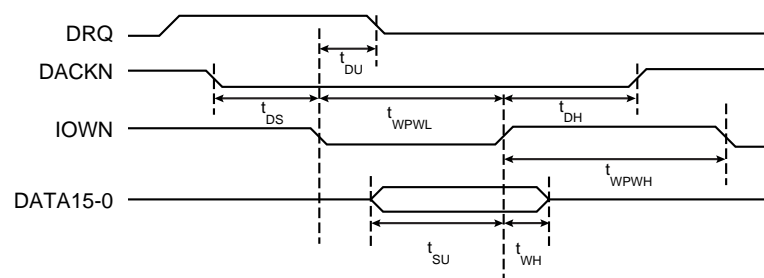 DRQ
t DU
DACKN
t DS
t WPWL
t DH
IOWN
t WPWH
DATA15-0
t SU
t WH